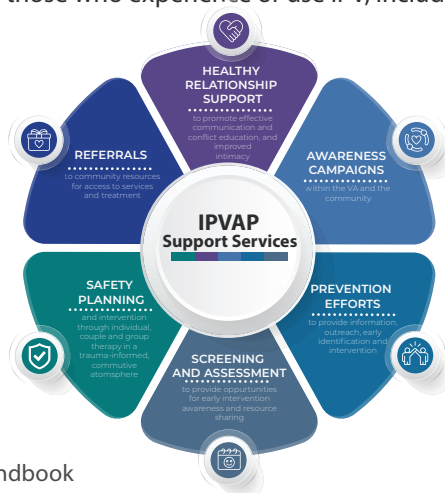 those who experience or use IPV, includ
HEALTHY
RELATIONSHIP
SUPPORT
to promote effective
communication and
conflict education, and
improved
intimacy
REFERRALS
to community resources
for access to services
and treatment
AWARENESS
CAMPAIGNS
within the VA and the
community
IPVAP
Support Services
SAFETY
PLANNING
and intervention
through individual,
couple and group
therapy in a
trauma-informed,
commutive
atomsphere
PREVENTION
EFFORTS
to provide information,
outreach, early
identification and
intervention
SCREENING
AND ASSESSMENT
to provide opportunities
for early intervention
awareness and resource
sharing
ndbook